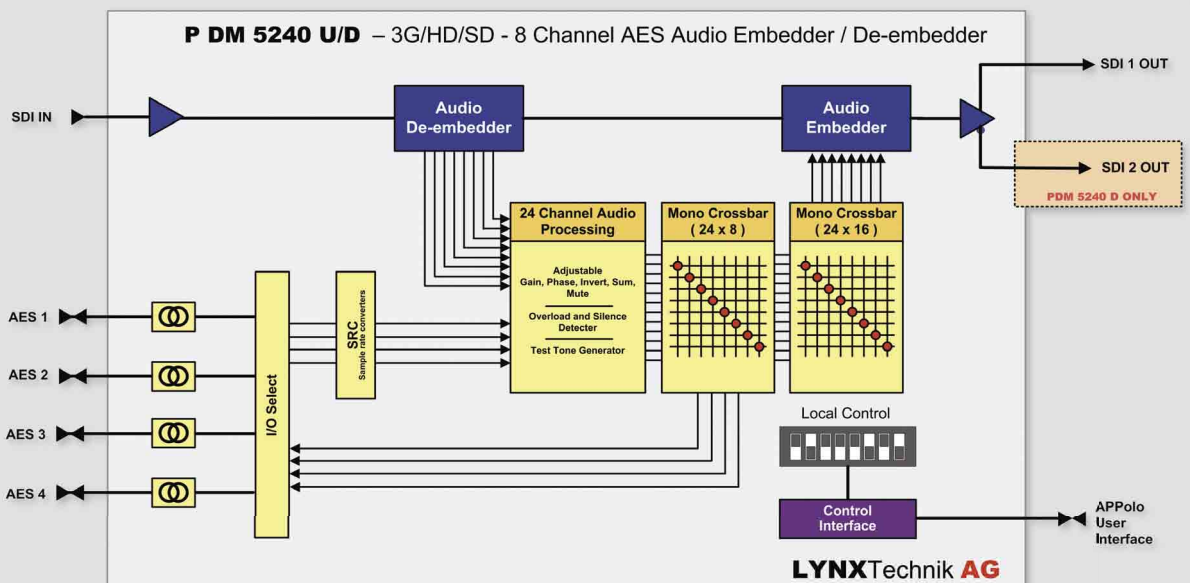 P DM 5240 U/D – 3G/HD/SD - 8 Channel AES Audio Embedder / De-embedder
SDI IN
Audio
De-embedder
Audio
Embedder
SDI 1 OUT
SDI 2 OUT
PDM 5240 D ONLY
24 Channel Audio
Processing
Adjustable
Gain, Phase, Invert, Sum,
Mute
Overload and Silence
Detecter
Test Tone Generator
Mono Crossbar
( 24 x 8 )
Mono Crossbar
( 24 x 16 )
AES 1
AES 2
AES 3
AES 4
I/O Select
SRC
Sample rate converters
Local Control
Control
Interface
APPolo
User
Interface
LYNXTechnik AG